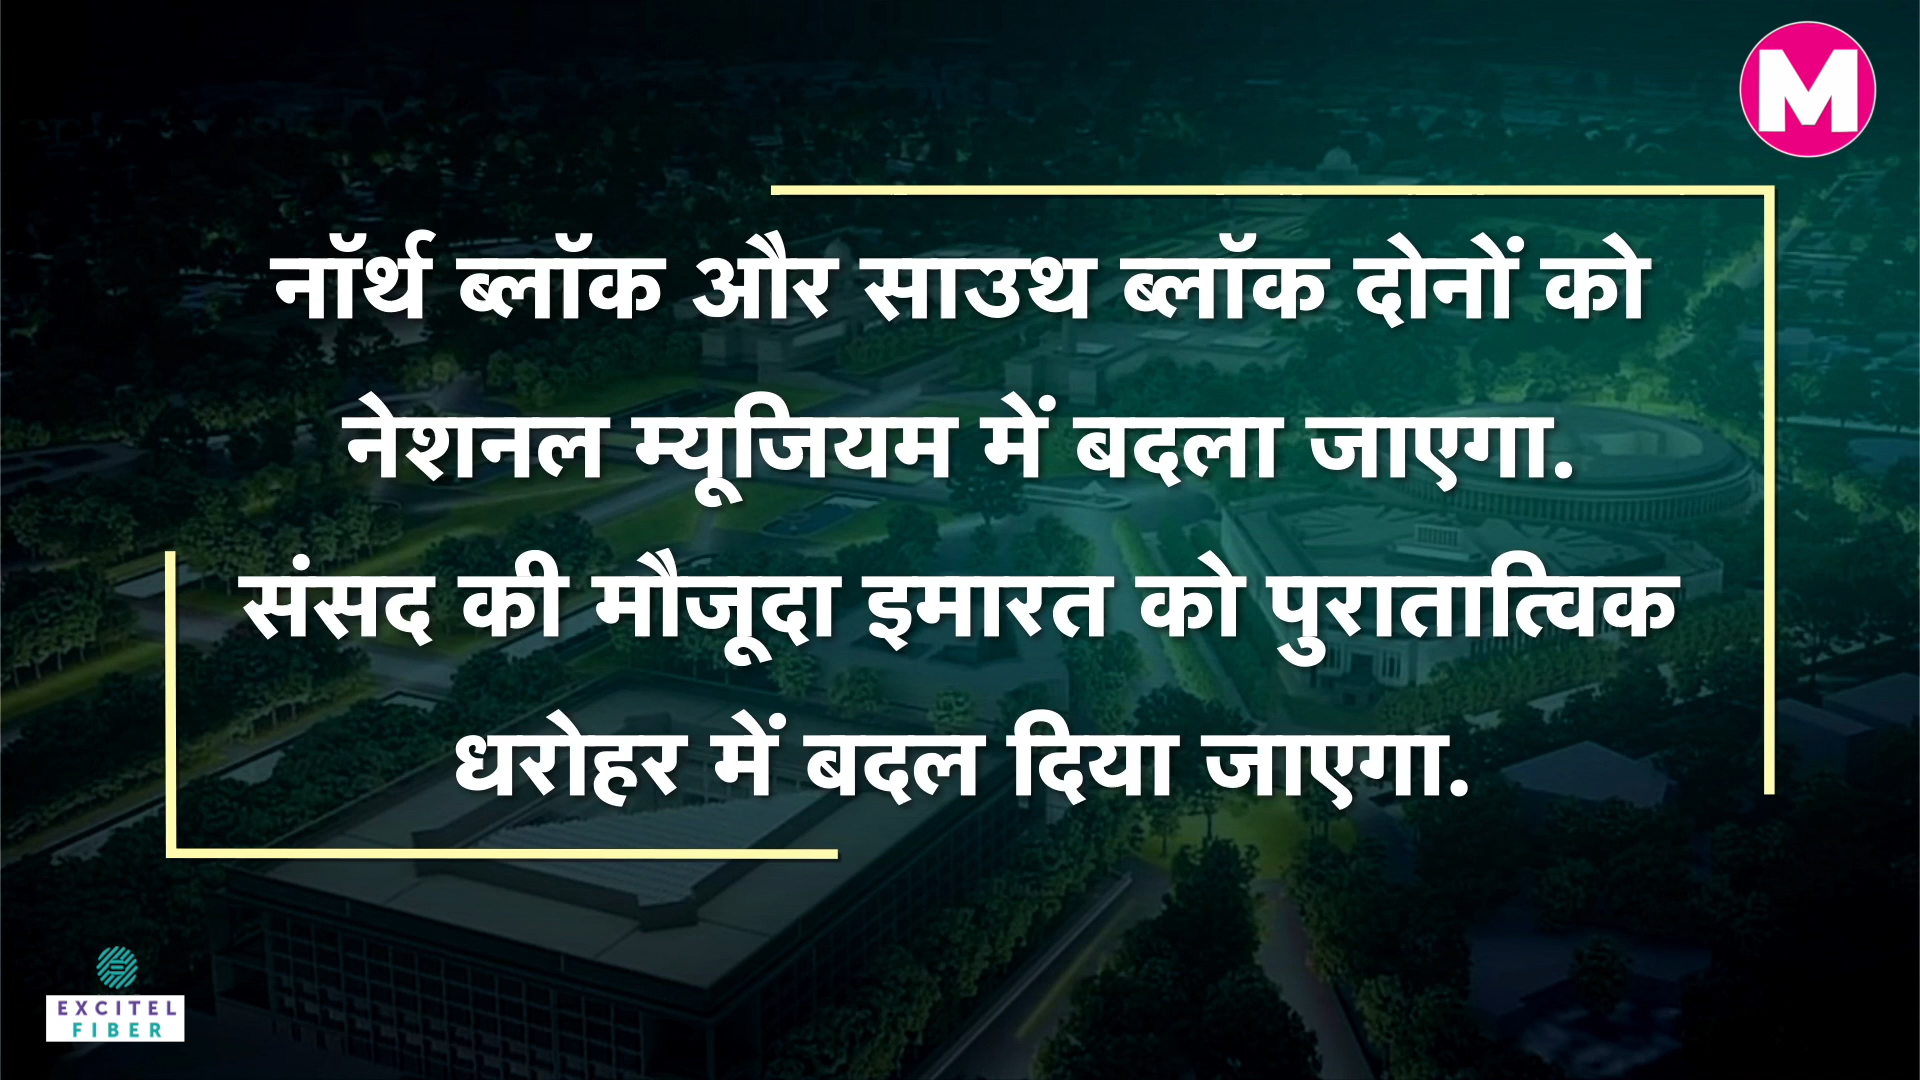 M
नॉर्थ ब्लॉक और साउथ ब्लॉक दोनों को
नेशनल म्यूजियम में बदला जाएगा.
संसद की मौजूदा इमारत को पुरातात्विक
धरोहर में बदल दिया जाएगा.
EXCITEL
FIBER